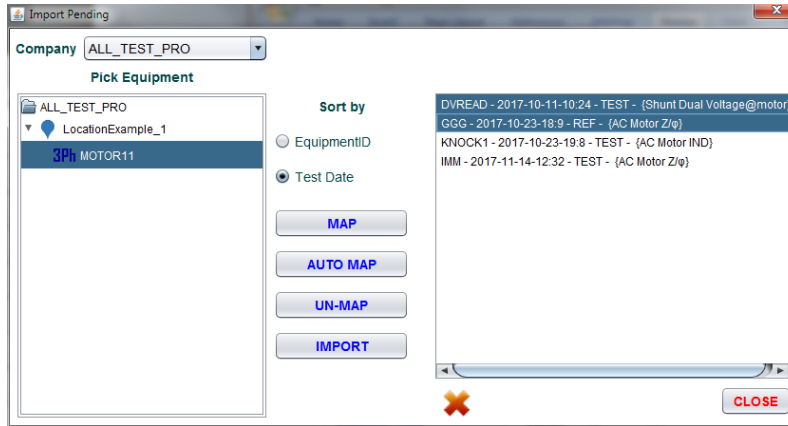 Import Pending
Company ALL_TEST_PRO
Pick Equipment
ALL_TEST_PRO
LocationExample_1
3Ph MOTOR11
Sort by
EquipmentID
Test Date
MAP
AUTO MAP
UN-MAP
IMPORT
DVREAD - 2017-10-11-10:24 - TEST - {Shunt Dual Voltage@motor
GGG - 2017-10-23-18:9 - REF - {AC Motor Z/φ}
KNOCK1 - 2017-10-23-19:8 - TEST - {AC Motor IND}
IMM - 2017-11-14-12:32 - TEST - {AC Motor Z/φ}
CLOSE